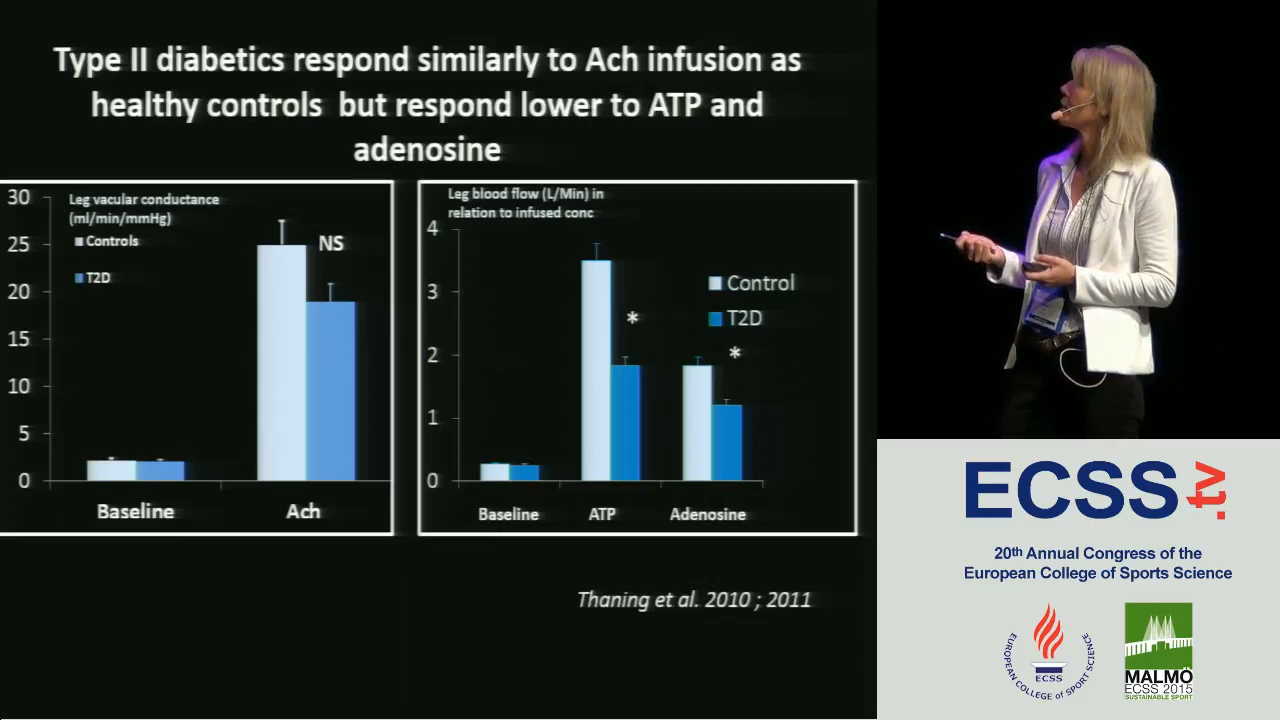 Type II diabetics respond similarly to Ach infusion as
healthy controls but respond lower to ATP and
adenosine
Leg vacular conductance
(ml/min/mmHg)
Controls
T2D
30
25
20
15
10
5
0
NS
Baseline
Ach
Leg blood flow (L/Min) in
relation to infused conc
4
3
2
1
0
Control
T2D
*
*
Baseline
ATP
Adenosine
Thaning et al. 2010 ; 2011
ECSS.tv
20th Annual Congress of the
European College of Sports Science
EUROPEAN COLLEGE OF SPORT SCIENCE
ECSS
MALMÖ
ECSS 2015
SUSTAINABLE SPORT